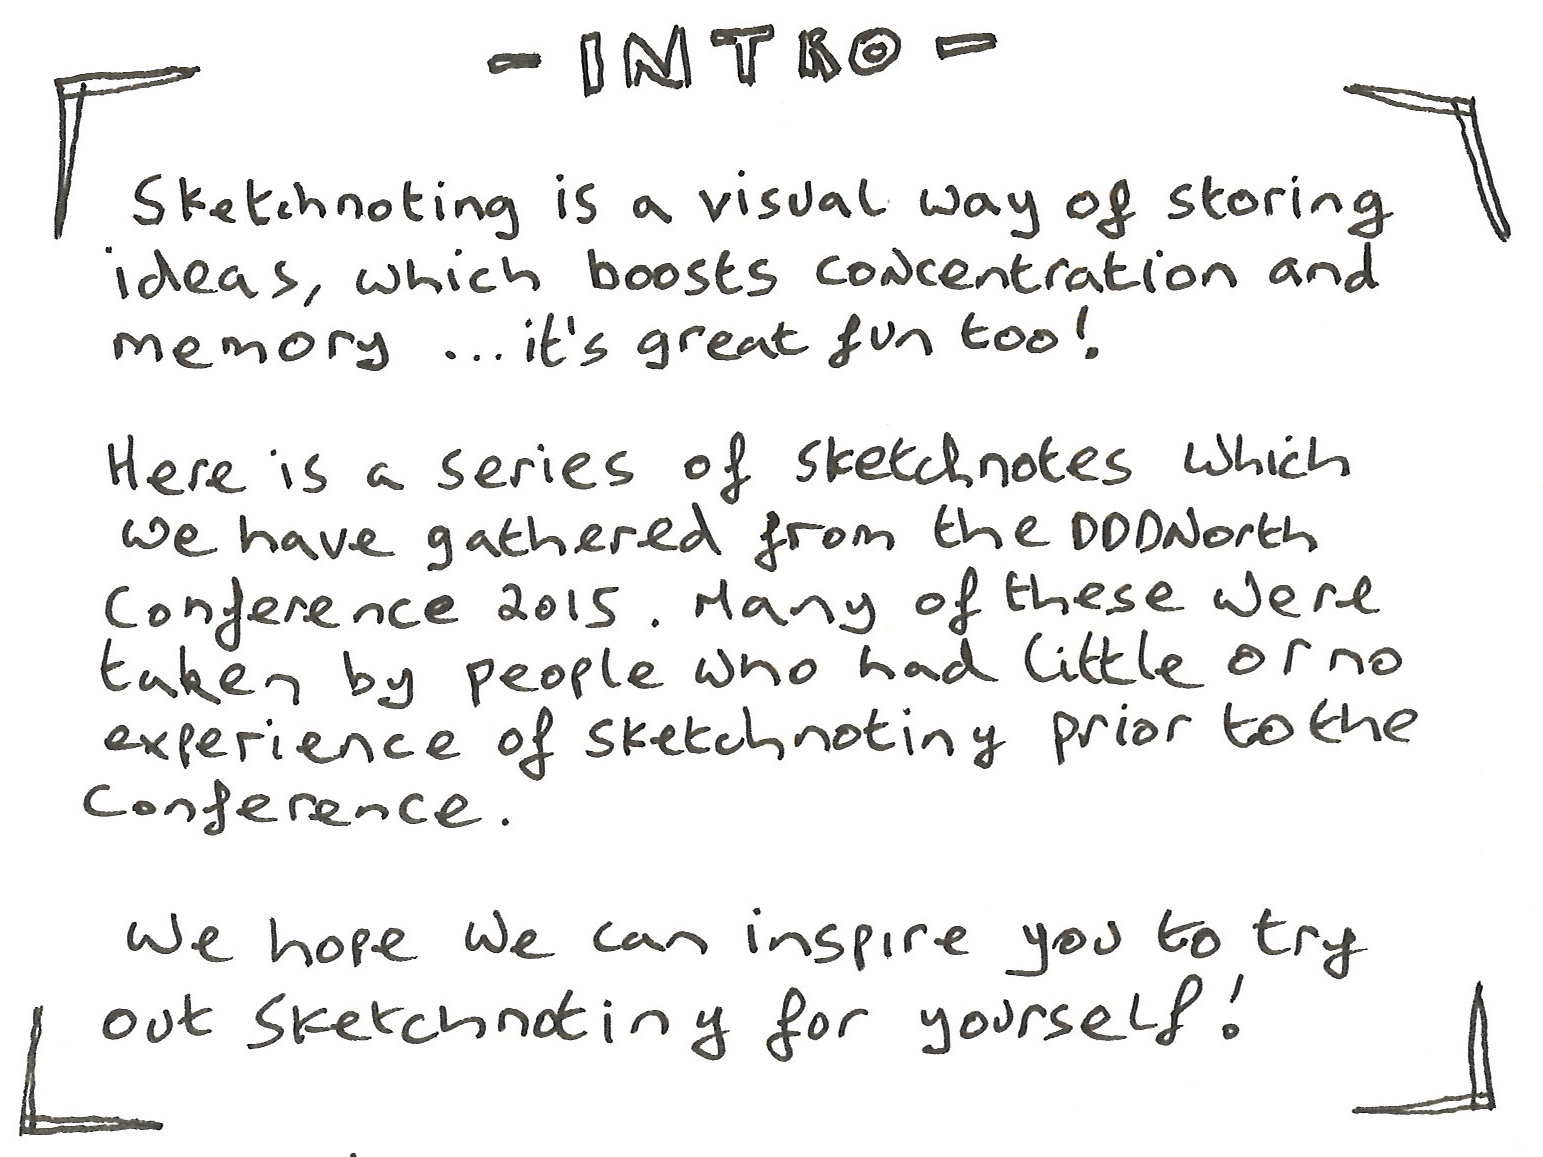 - INTRO -
Sketchnoting is a visual way of storing
ideas, which boosts concentration and
memory ... it's great fun too!
Here is a series of sketchnotes which
we have gathered from the DDDNorth
Conference 2015. Many of these were
taken by people who had little or no
experience of sketchnoting prior to the
Conference.
We hope we can inspire you to try
out Sketchnoting for yourself!